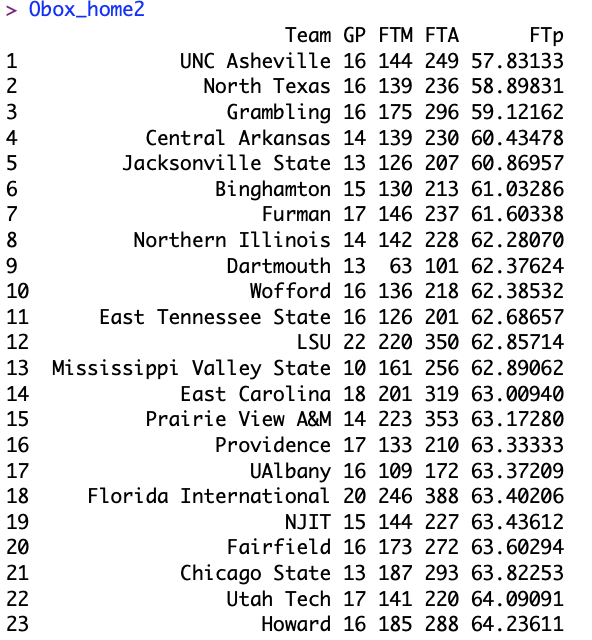 > Obox_home2
Team GP FTM FTA FTp
1 UNC Asheville 16 144 249 57.83133
2 North Texas 16 139 236 58.89831
3 Grambling 16 175 296 59.12162
4 Central Arkansas 14 139 230 60.43478
5 Jacksonville State 13 126 207 60.86957
6 Binghamton 15 130 213 61.03286
7 Furman 17 146 237 61.60338
8 Northern Illinois 14 142 228 62.28070
9 Dartmouth 13 63 101 62.37624
10 Wofford 16 136 218 62.38532
11 East Tennessee State 16 126 201 62.68657
12 LSU 22 220 350 62.85714
13 Mississippi Valley State 10 161 256 62.89062
14 East Carolina 18 201 319 63.00940
15 Prairie View A&M 14 223 353 63.17280
16 Providence 17 133 210 63.33333
17 UAlbany 16 109 172 63.37209
18 Florida International 20 246 388 63.40206
19 NJIT 15 144 227 63.43612
20 Fairfield 16 173 272 63.60294
21 Chicago State 13 187 293 63.82253
22 Utah Tech 17 141 220 64.09091
23 Howard 16 185 288 64.23611